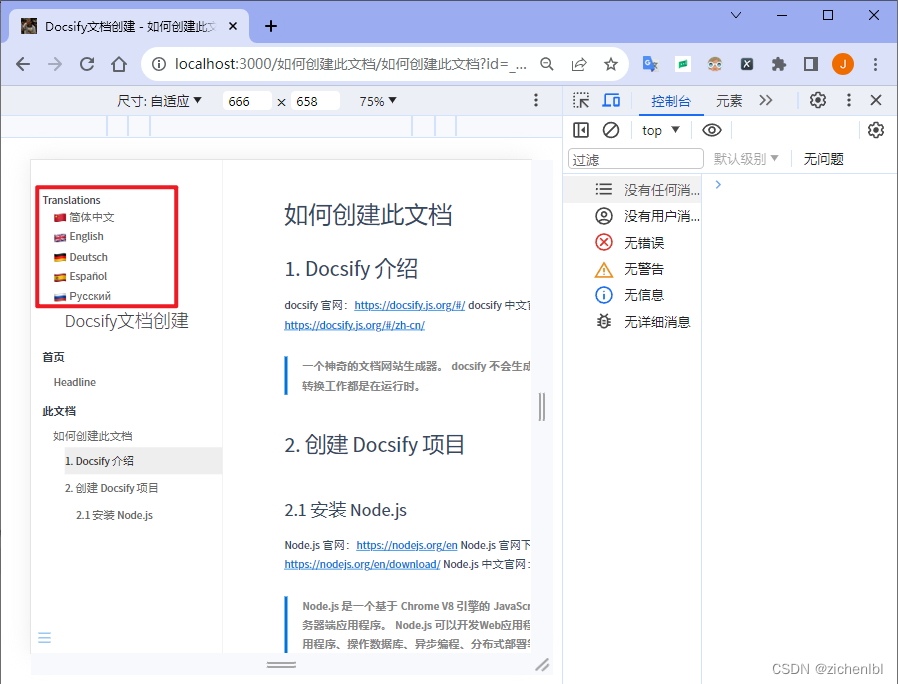 Docsify文档创建 - 如何创建此文
localhost:3000/如何创建此文档/如何创建此文档?id=_...
J
尺寸: 自适应
666 × 658
75%
控制台
元素
top
过滤
默认级别
无问题
没有任何消...
没有用户消...
无错误
无警告
无信息
无详细消息
Translations
简体中文
English
Deutsch
Español
Русский
Docsify文档创建
首页
Headline
此文档
如何创建此文档
1. Docsify 介绍
2. 创建 Docsify 项目
2.1 安装 Node.js
如何创建此文档
1. Docsify 介绍
docsify 官网：https://docsify.js.org/#/ docsify 中文官
https://docsify.js.org/#/zh-cn/
一个神奇的文档网站生成器。 docsify 不会生成
转换工作都是在运行时。
2. 创建 Docsify 项目
2.1 安装 Node.js
Node.js 官网：https://nodejs.org/en Node.js 官网下
https://nodejs.org/en/download/ Node.js 中文官网：
Node.js 是一个基于 Chrome V8 引擎的 JavaScr
务器端应用程序。 Node.js 可以开发Web应用程
用程序、操作数据库、异步编程、分布式部署等
CSDN @zichenlbl